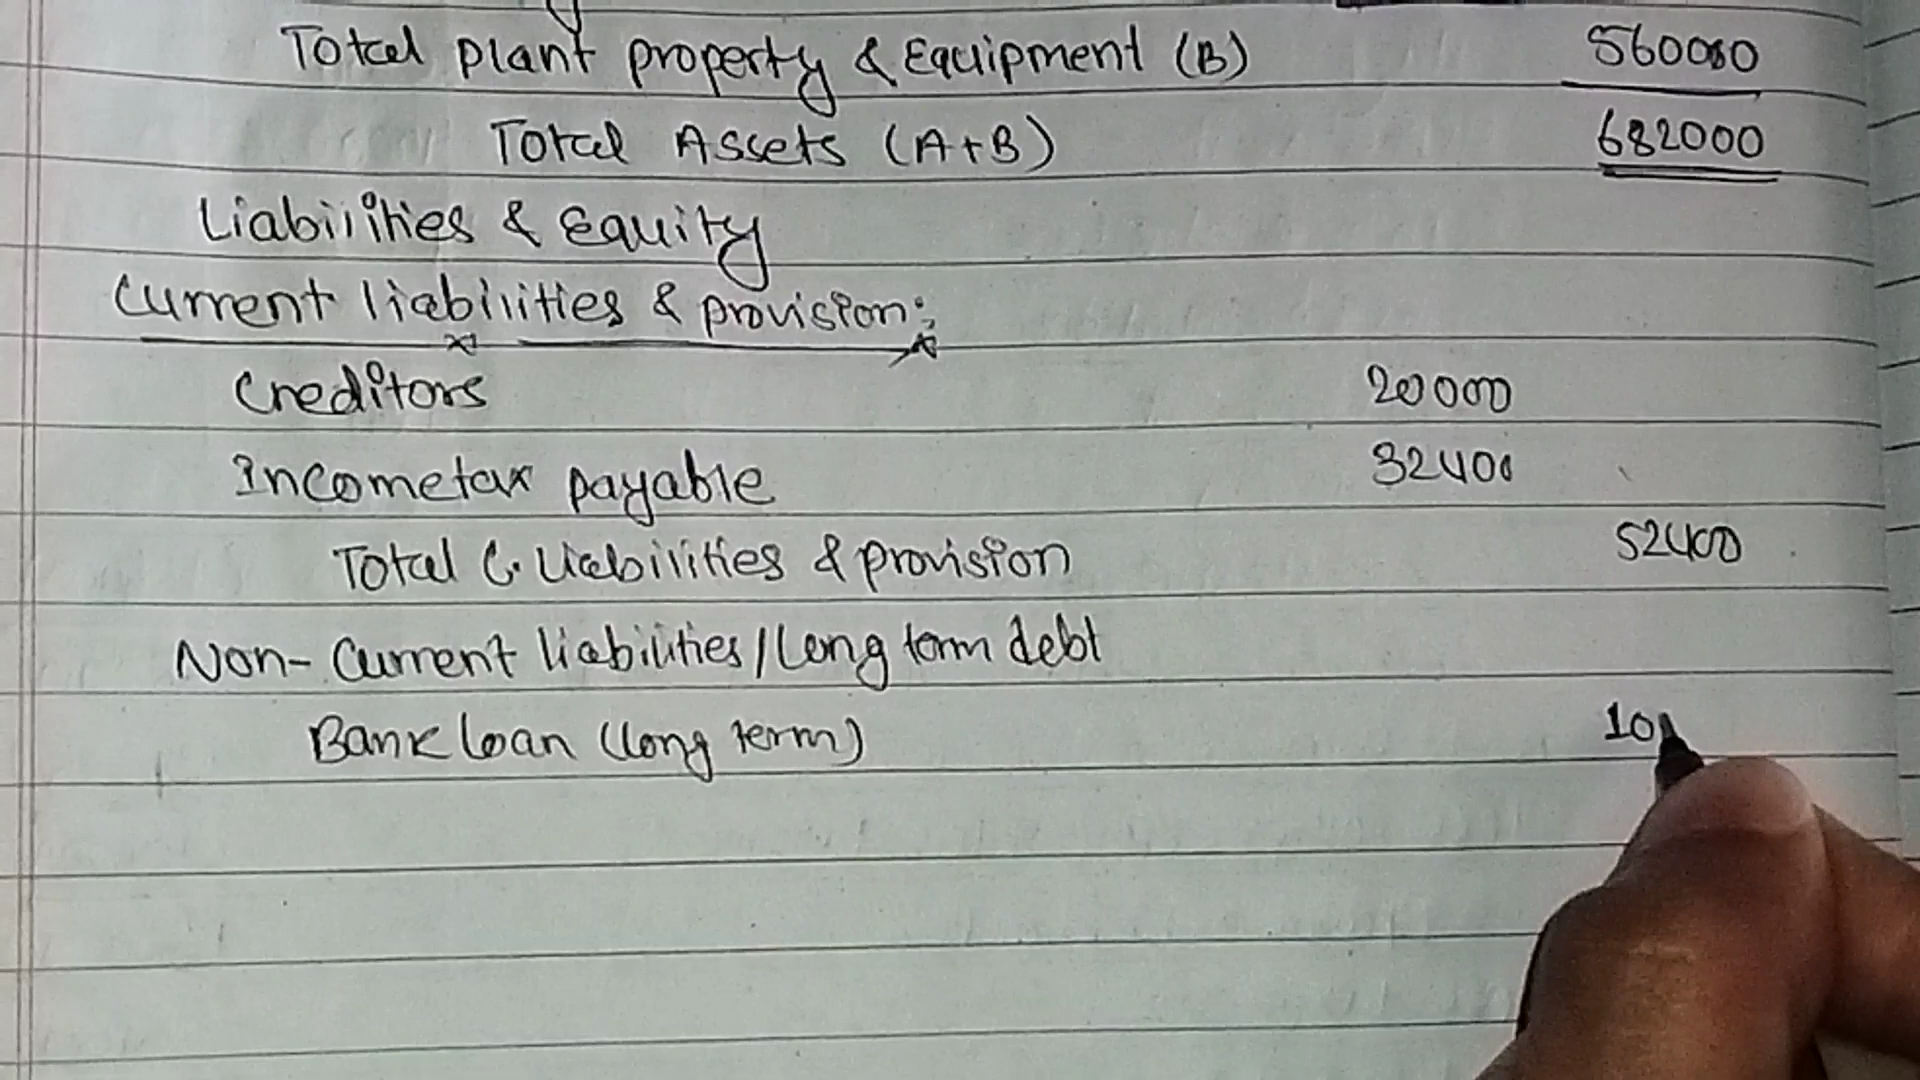 Total plant property & Equipment (B) 560000
Total Assets (A+B) 682000
Liabilities & Equity
Current liabilities & provision:
Creditors 20000
Incometax payable 32400
Total C. Liabilities & provision 52400
Non-Current liabilities/Long term debt
Bank loan (long term) 10